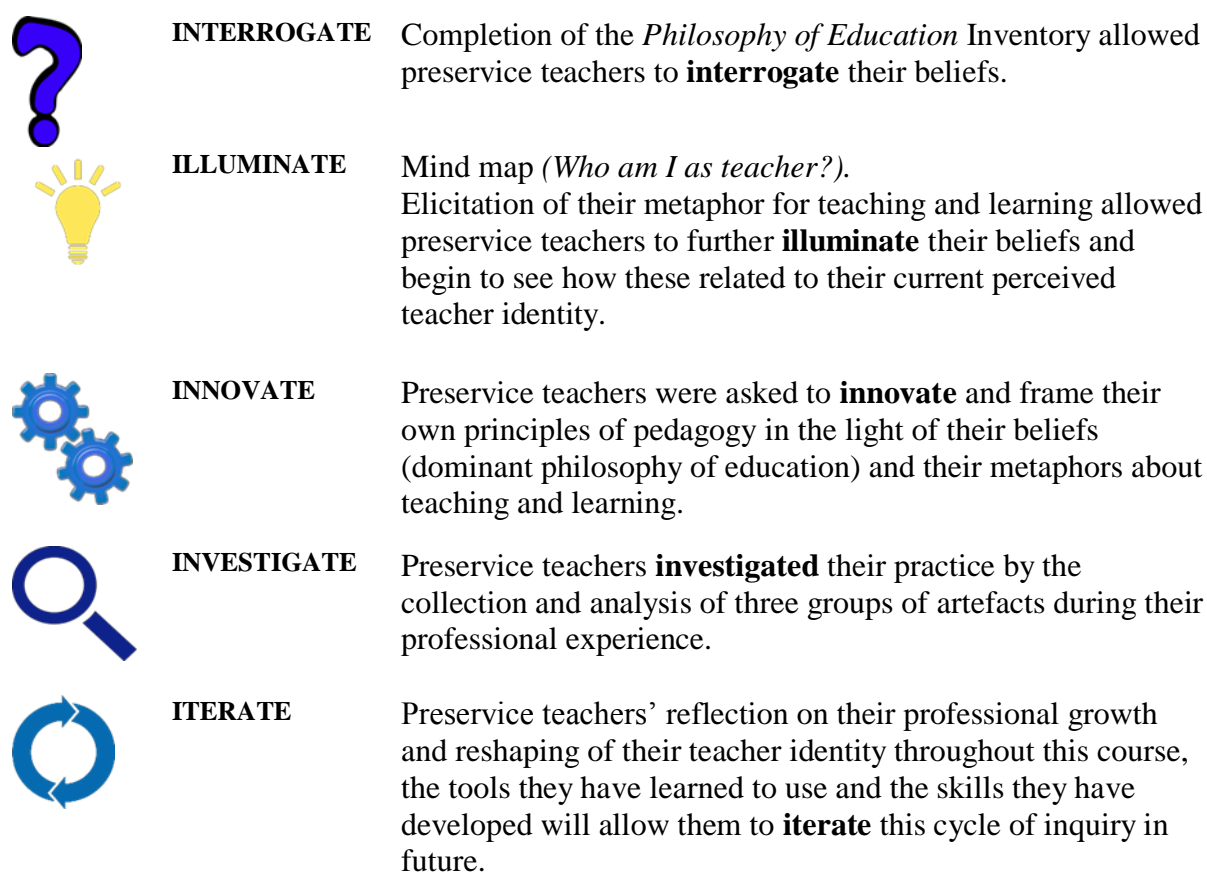 INTERROGATE Completion of the Philosophy of Education Inventory allowed
preservice teachers to interrogate their beliefs.
ILLUMINATE Mind map (Who am I as teacher?).
Elicitation of their metaphor for teaching and learning allowed
preservice teachers to further illuminate their beliefs and
begin to see how these related to their current perceived
teacher identity.
INNOVATE Preservice teachers were asked to innovate and frame their
own principles of pedagogy in the light of their beliefs
(dominant philosophy of education) and their metaphors about
teaching and learning.
INVESTIGATE Preservice teachers investigated their practice by the
collection and analysis of three groups of artefacts during their
professional experience.
ITERATE Preservice teachers’ reflection on their professional growth
and reshaping of their teacher identity throughout this course,
the tools they have learned to use and the skills they have
developed will allow them to iterate this cycle of inquiry in
future.